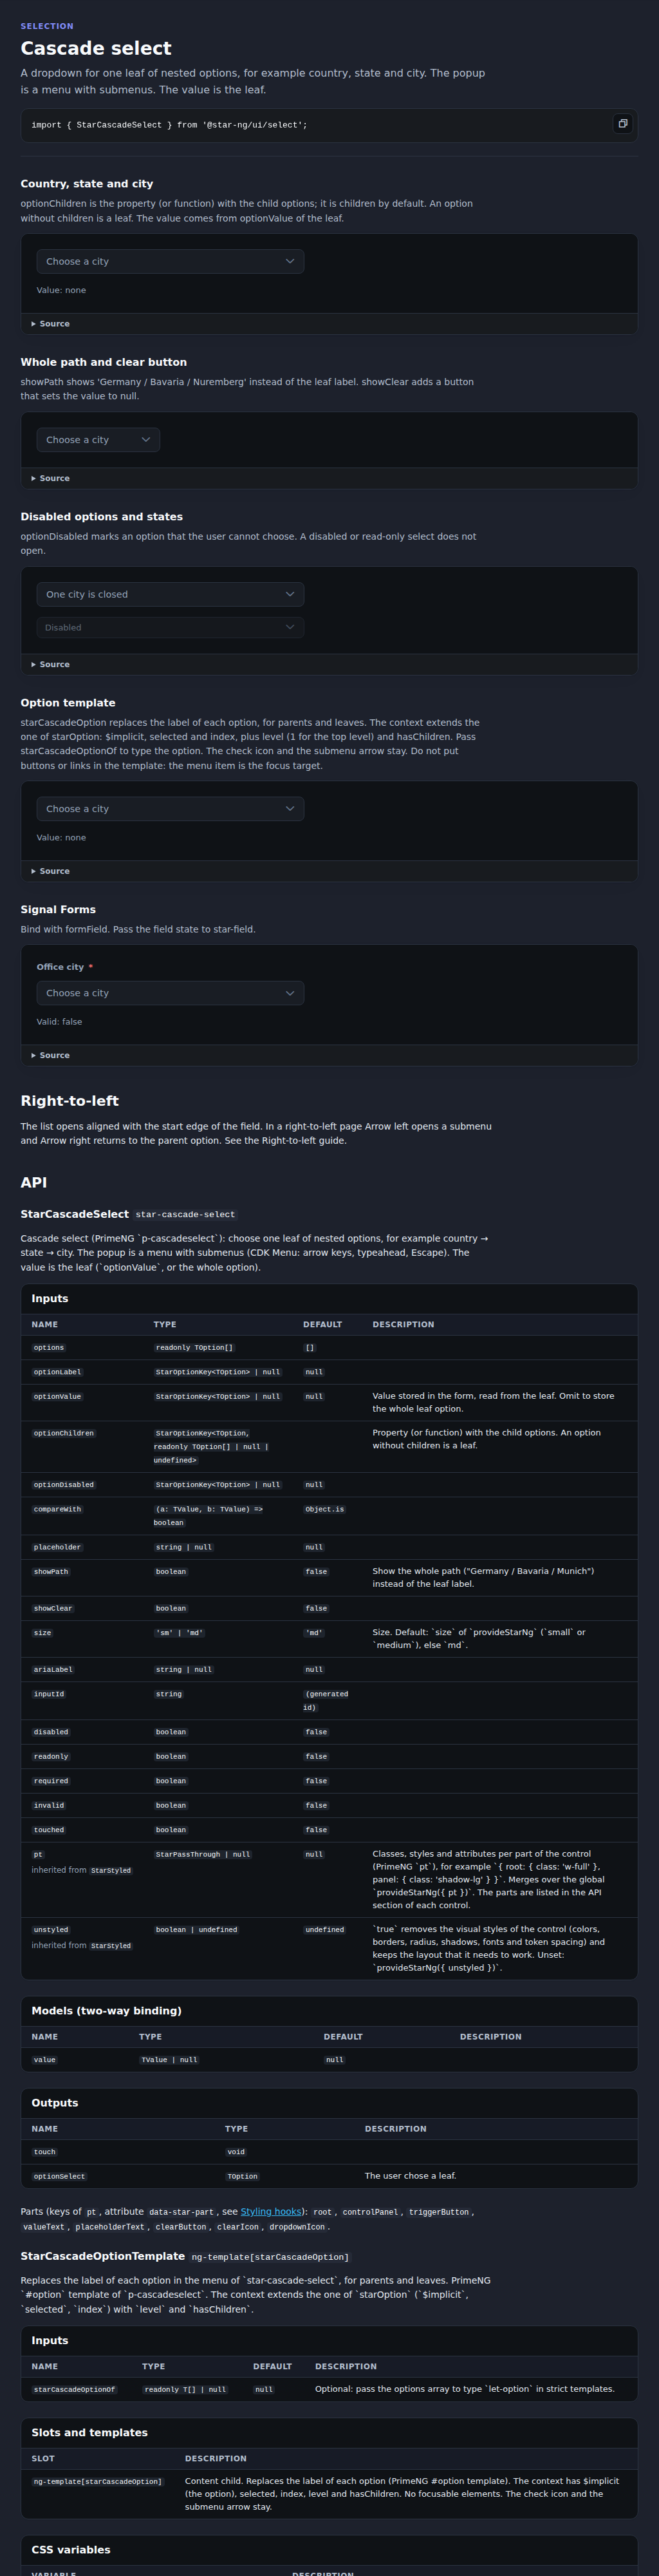 SELECTION
Cascade select
A dropdown for one leaf of nested options, for example country, state and city. The popup
is a menu with submenus. The value is the leaf.
import { StarCascadeSelect } from '@star-ng/ui/select';
Country, state and city
optionChildren is the property (or function) with the child options; it is children by default. An option
without children is a leaf. The value comes from optionValue of the leaf.
Choose a city
Value: none
Source
Whole path and clear button
showPath shows 'Germany / Bavaria / Nuremberg' instead of the leaf label. showClear adds a button
that sets the value to null.
Choose a city
Source
Disabled options and states
optionDisabled marks an option that the user cannot choose. A disabled or read-only select does not
open.
One city is closed
Disabled
Source
Option template
starCascadeOption replaces the label of each option, for parents and leaves. The context extends the
one of starOption: $implicit, selected and index, plus level (1 for the top level) and hasChildren. Pass
starCascadeOptionOf to type the option. The check icon and the submenu arrow stay. Do not put
buttons or links in the template: the menu item is the focus target.
Choose a city
Value: none
Source
Signal Forms
Bind with formField. Pass the field state to star-field.
Office city *
Choose a city
Valid: false
Source
Right-to-left
The list opens aligned with the start edge of the field. In a right-to-left page Arrow left opens a submenu
and Arrow right returns to the parent option. See the Right-to-left guide.
API
StarCascadeSelect star-cascade-select
Cascade select (PrimeNG `p-cascadeselect`): choose one leaf of nested options, for example country →
state → city. The popup is a menu with submenus (CDK Menu: arrow keys, typeahead, Escape). The
value is the leaf (`optionValue`, or the whole option).
Inputs
NAME TYPE DEFAULT DESCRIPTION
options readonly TOption[] []
optionLabel StarOptionKey<TOption> | null null
optionValue StarOptionKey<TOption> | null null Value stored in the form, read from the leaf. Omit to store
the whole leaf option.
optionChildren StarOptionKey<TOption, Property (or function) with the child options. An option
readonly TOption[] | null | without children is a leaf.
undefined>
optionDisabled StarOptionKey<TOption> | null null
compareWith (a: TValue, b: TValue) => Object.is
boolean
placeholder string | null null
showPath boolean false Show the whole path ("Germany / Bavaria / Munich")
instead of the leaf label.
showClear boolean false
size 'sm' | 'md' 'md' Size. Default: `size` of `provideStarNg` (`small` or
`medium`), else `md`.
ariaLabel string | null null
inputId string (generated
id)
disabled boolean false
readonly boolean false
required boolean false
invalid boolean false
touched boolean false
pt StarPassThrough | null null Classes, styles and attributes per part of the control
inherited from StarStyled (PrimeNG `pt`), for example `{ root: { class: 'w-full' },
panel: { class: 'shadow-lg' } }`. Merges over the global
`provideStarNg({ pt })`. The parts are listed in the API
section of each control.
unstyled boolean | undefined undefined `true` removes the visual styles of the control (colors,
inherited from StarStyled borders, radius, shadows, fonts and token spacing) and
keeps the layout that it needs to work. Unset:
`provideStarNg({ unstyled })`.
Models (two-way binding)
NAME TYPE DEFAULT DESCRIPTION
value TValue | null null
Outputs
NAME TYPE DESCRIPTION
touch void
optionSelect TOption The user chose a leaf.
Parts (keys of pt, attribute data-star-part, see Styling hooks): root, controlPanel, triggerButton,
valueText, placeholderText, clearButton, clearIcon, dropdownIcon.
StarCascadeOptionTemplate ng-template[starCascadeOption]
Replaces the label of each option in the menu of `star-cascade-select`, for parents and leaves. PrimeNG
`#option` template of `p-cascadeselect`. The context extends the one of `starOption` (`$implicit`,
`selected`, `index`) with `level` and `hasChildren`.
Inputs
NAME TYPE DEFAULT DESCRIPTION
starCascadeOptionOf readonly T[] | null null Optional: pass the options array to type `let-option` in strict templates.
Slots and templates
SLOT DESCRIPTION
ng-template[starCascadeOption] Content child. Replaces the label of each option (PrimeNG #option template). The context has $implicit
(the option), selected, index, level and hasChildren. No focusable elements. The check icon and the
submenu arrow stay.
CSS variables
VARIABLE DESCRIPTION